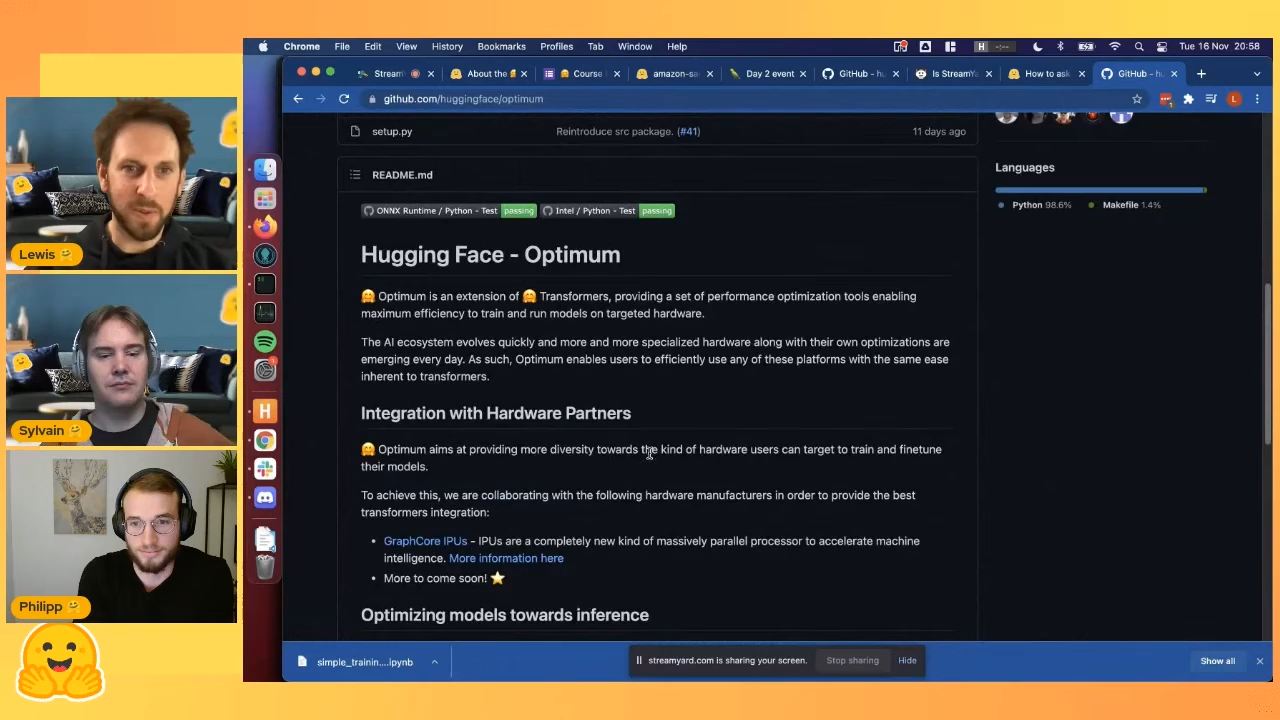 Chrome File Edit View History Bookmarks Profiles Tab Window Help
H --:-- Tue 16 Nov 20:58
Stream
About the
Course
amazon-sa
Day 2 event
GitHub - hu
Is StreamYa
How to ask
GitHub - hu
github.com/huggingface/optimum
L
setup.py Reintroduce src package. (#41) 11 days ago
README.md
ONNX Runtime / Python - Test passing Intel / Python - Test passing
Hugging Face - Optimum
🤗 Optimum is an extension of 🤗 Transformers, providing a set of performance optimization tools enabling
maximum efficiency to train and run models on targeted hardware.
The AI ecosystem evolves quickly and more and more specialized hardware along with their own optimizations are
emerging every day. As such, Optimum enables users to efficiently use any of these platforms with the same ease
inherent to transformers.
Integration with Hardware Partners
🤗 Optimum aims at providing more diversity towards the kind of hardware users can target to train and finetune
their models.
To achieve this, we are collaborating with the following hardware manufacturers in order to provide the best
transformers integration:
• GraphCore IPUs - IPUs are a completely new kind of massively parallel processor to accelerate machine
intelligence. More information here
• More to come soon! ⭐
Optimizing models towards inference
Languages
• Python 98.6% • Makefile 1.4%
simple_trainin....ipynb
streamyard.com is sharing your screen. Stop sharing Hide
Show all
Lewis 🤗
Sylvain 🤗
Philipp 🤗